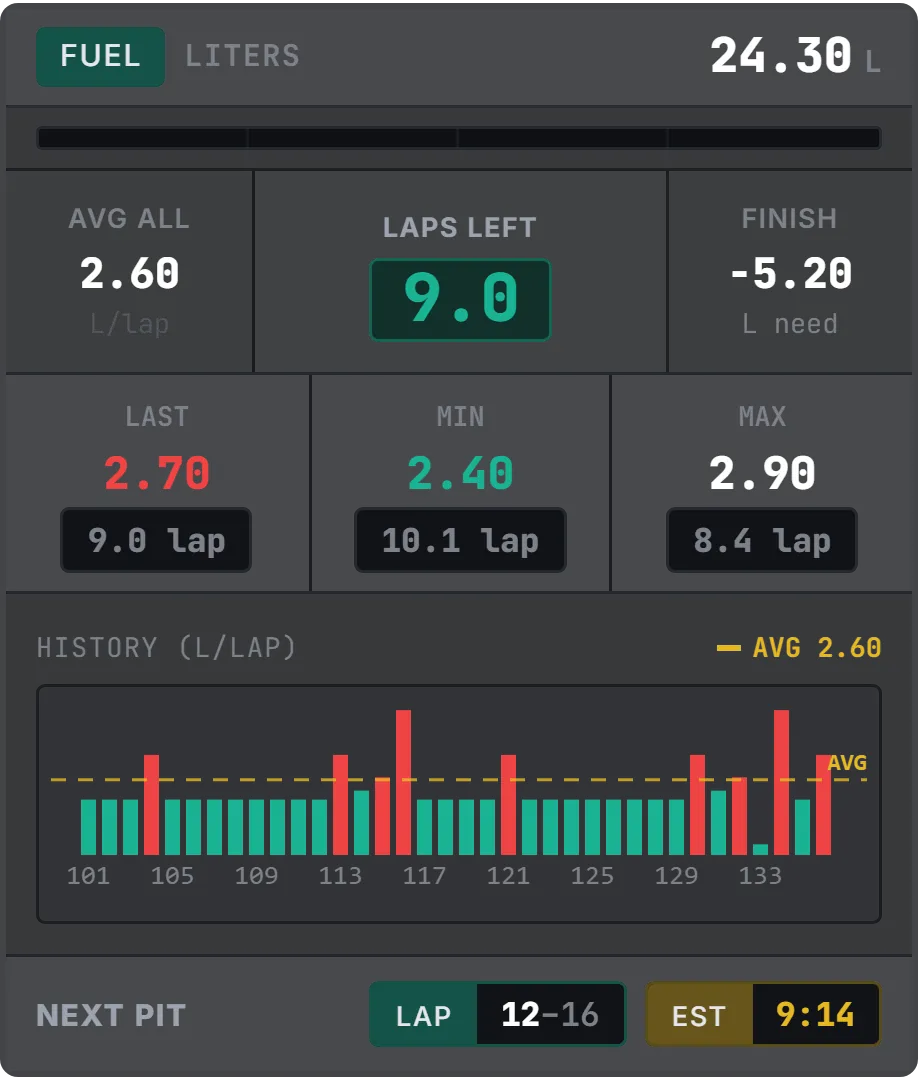 FUEL LITERS 24.30 L
AVG ALL
2.60
L/lap
LAPS LEFT
9.0
FINISH
-5.20
L need
LAST
2.70
9.0 lap
MIN
2.40
10.1 lap
MAX
2.90
8.4 lap
HISTORY (L/LAP) AVG 2.60
AVG
101 105 109 113 117 121 125 129 133
NEXT PIT LAP 12–16 EST 9:14